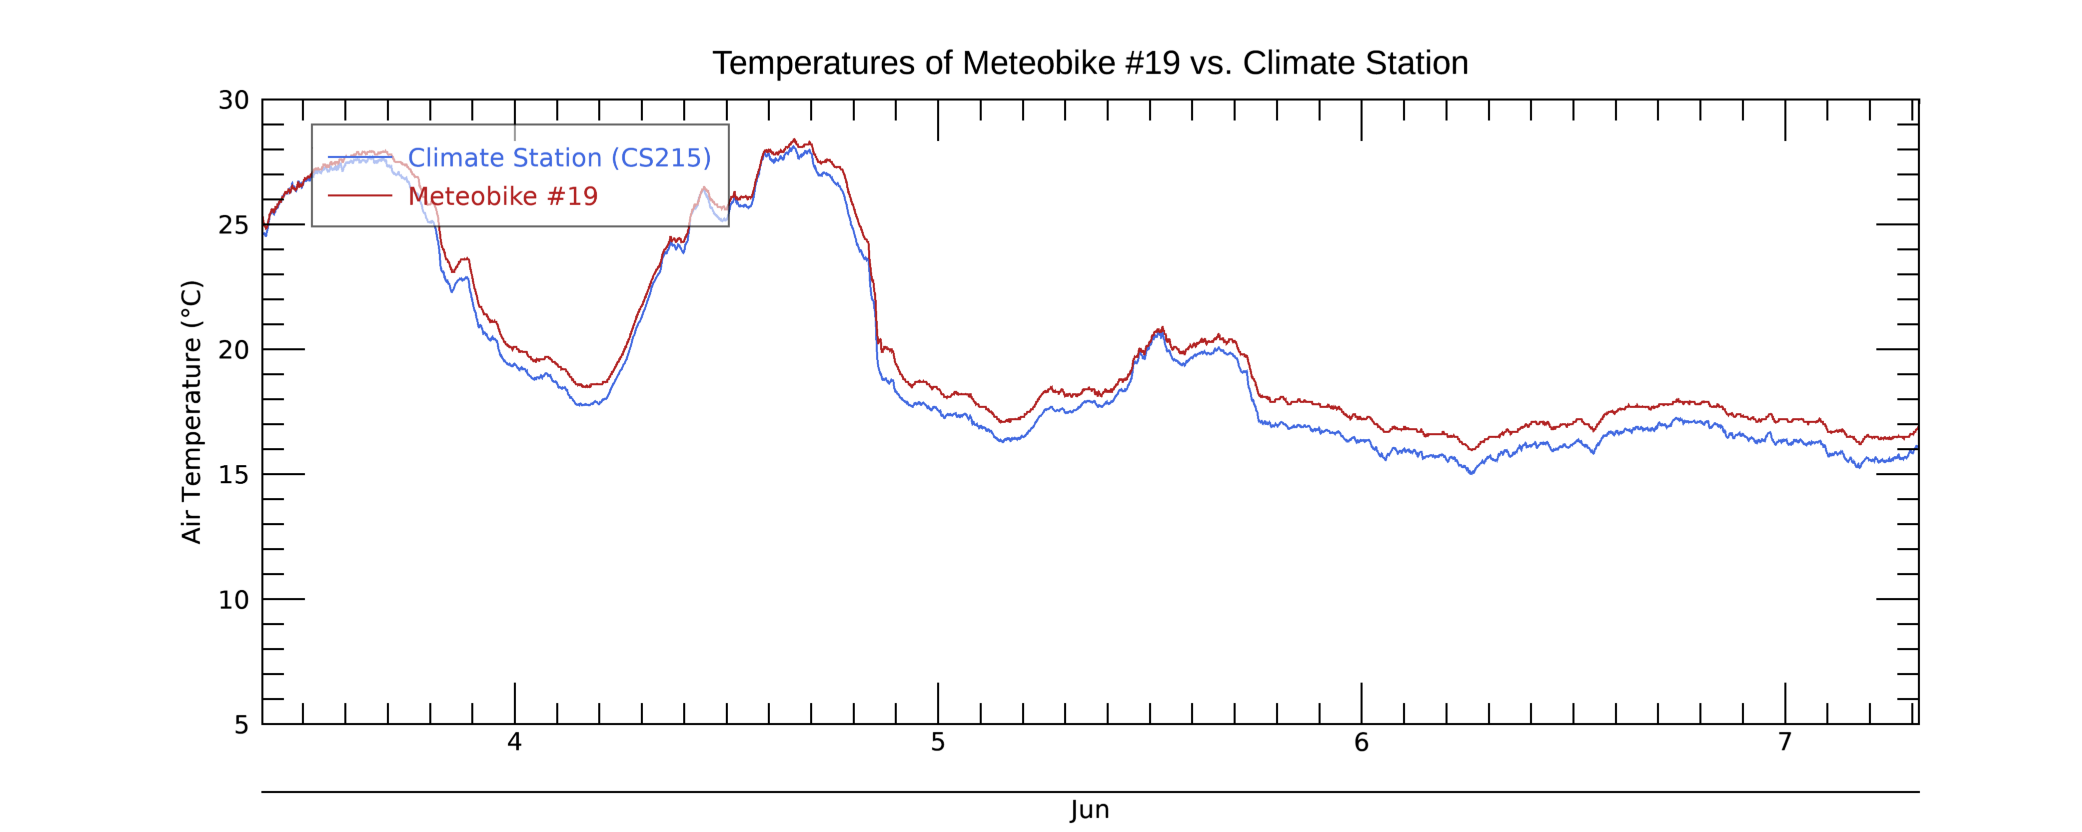 Temperatures of Meteobike #19 vs. Climate Station
30
25
20
15
10
5
Air Temperature (°C)
Climate Station (CS215)
Meteobike #19
4 5 6 7
Jun